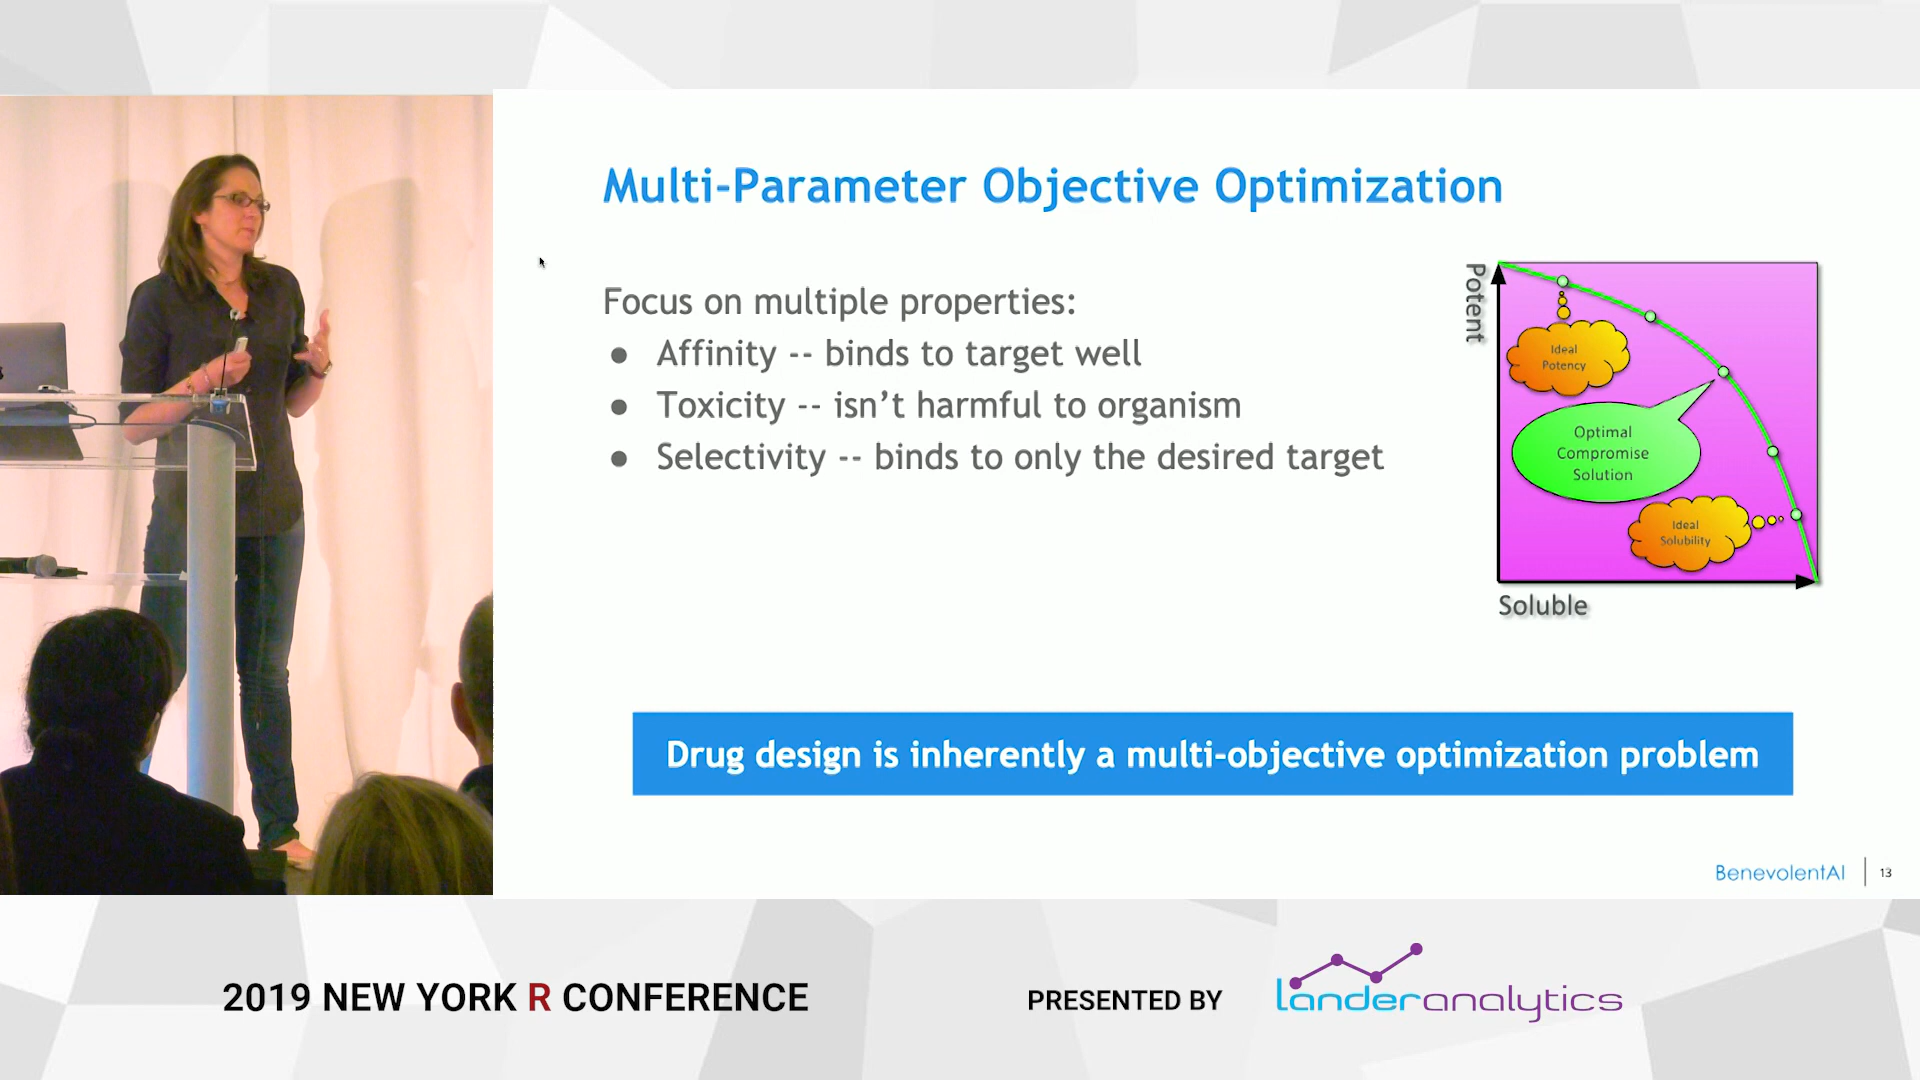 Multi-Parameter Objective Optimization
Focus on multiple properties:
● Affinity -- binds to target well
● Toxicity -- isn't harmful to organism
● Selectivity -- binds to only the desired target
Potent
Ideal
Potency
Optimal
Compromise
Solution
Ideal
Solubility
Soluble
Drug design is inherently a multi-objective optimization problem
BenevolentAI
13
2019 NEW YORK R CONFERENCE
PRESENTED BY
landeranalytics